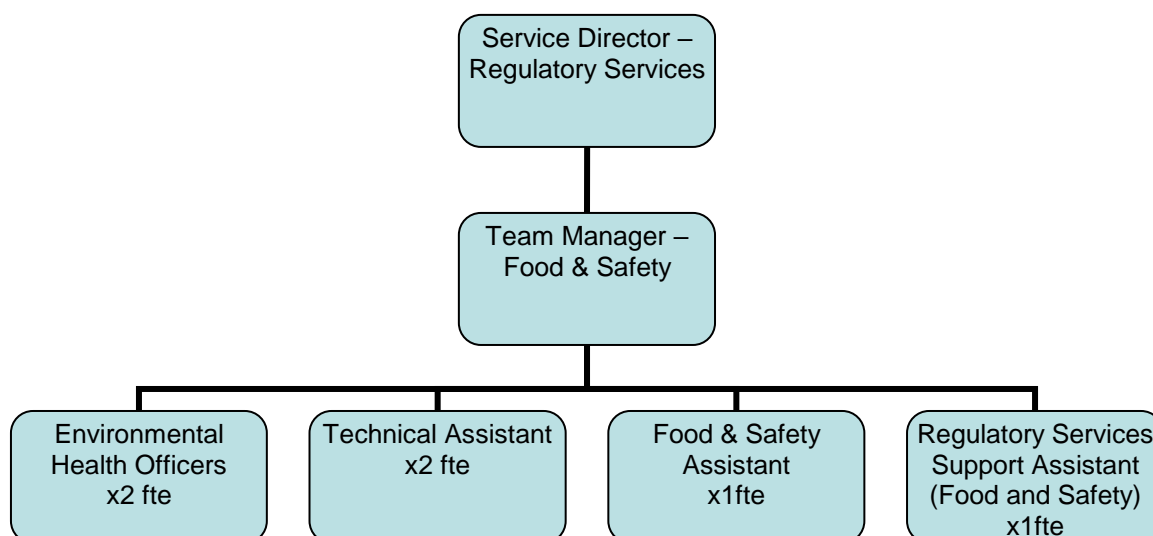 Service Director –
Regulatory Services
Team Manager –
Food & Safety
Environmental
Health Officers
x2 fte
Technical Assistant
x2 fte
Food & Safety
Assistant
x1fte
Regulatory Services
Support Assistant
(Food and Safety)
x1fte